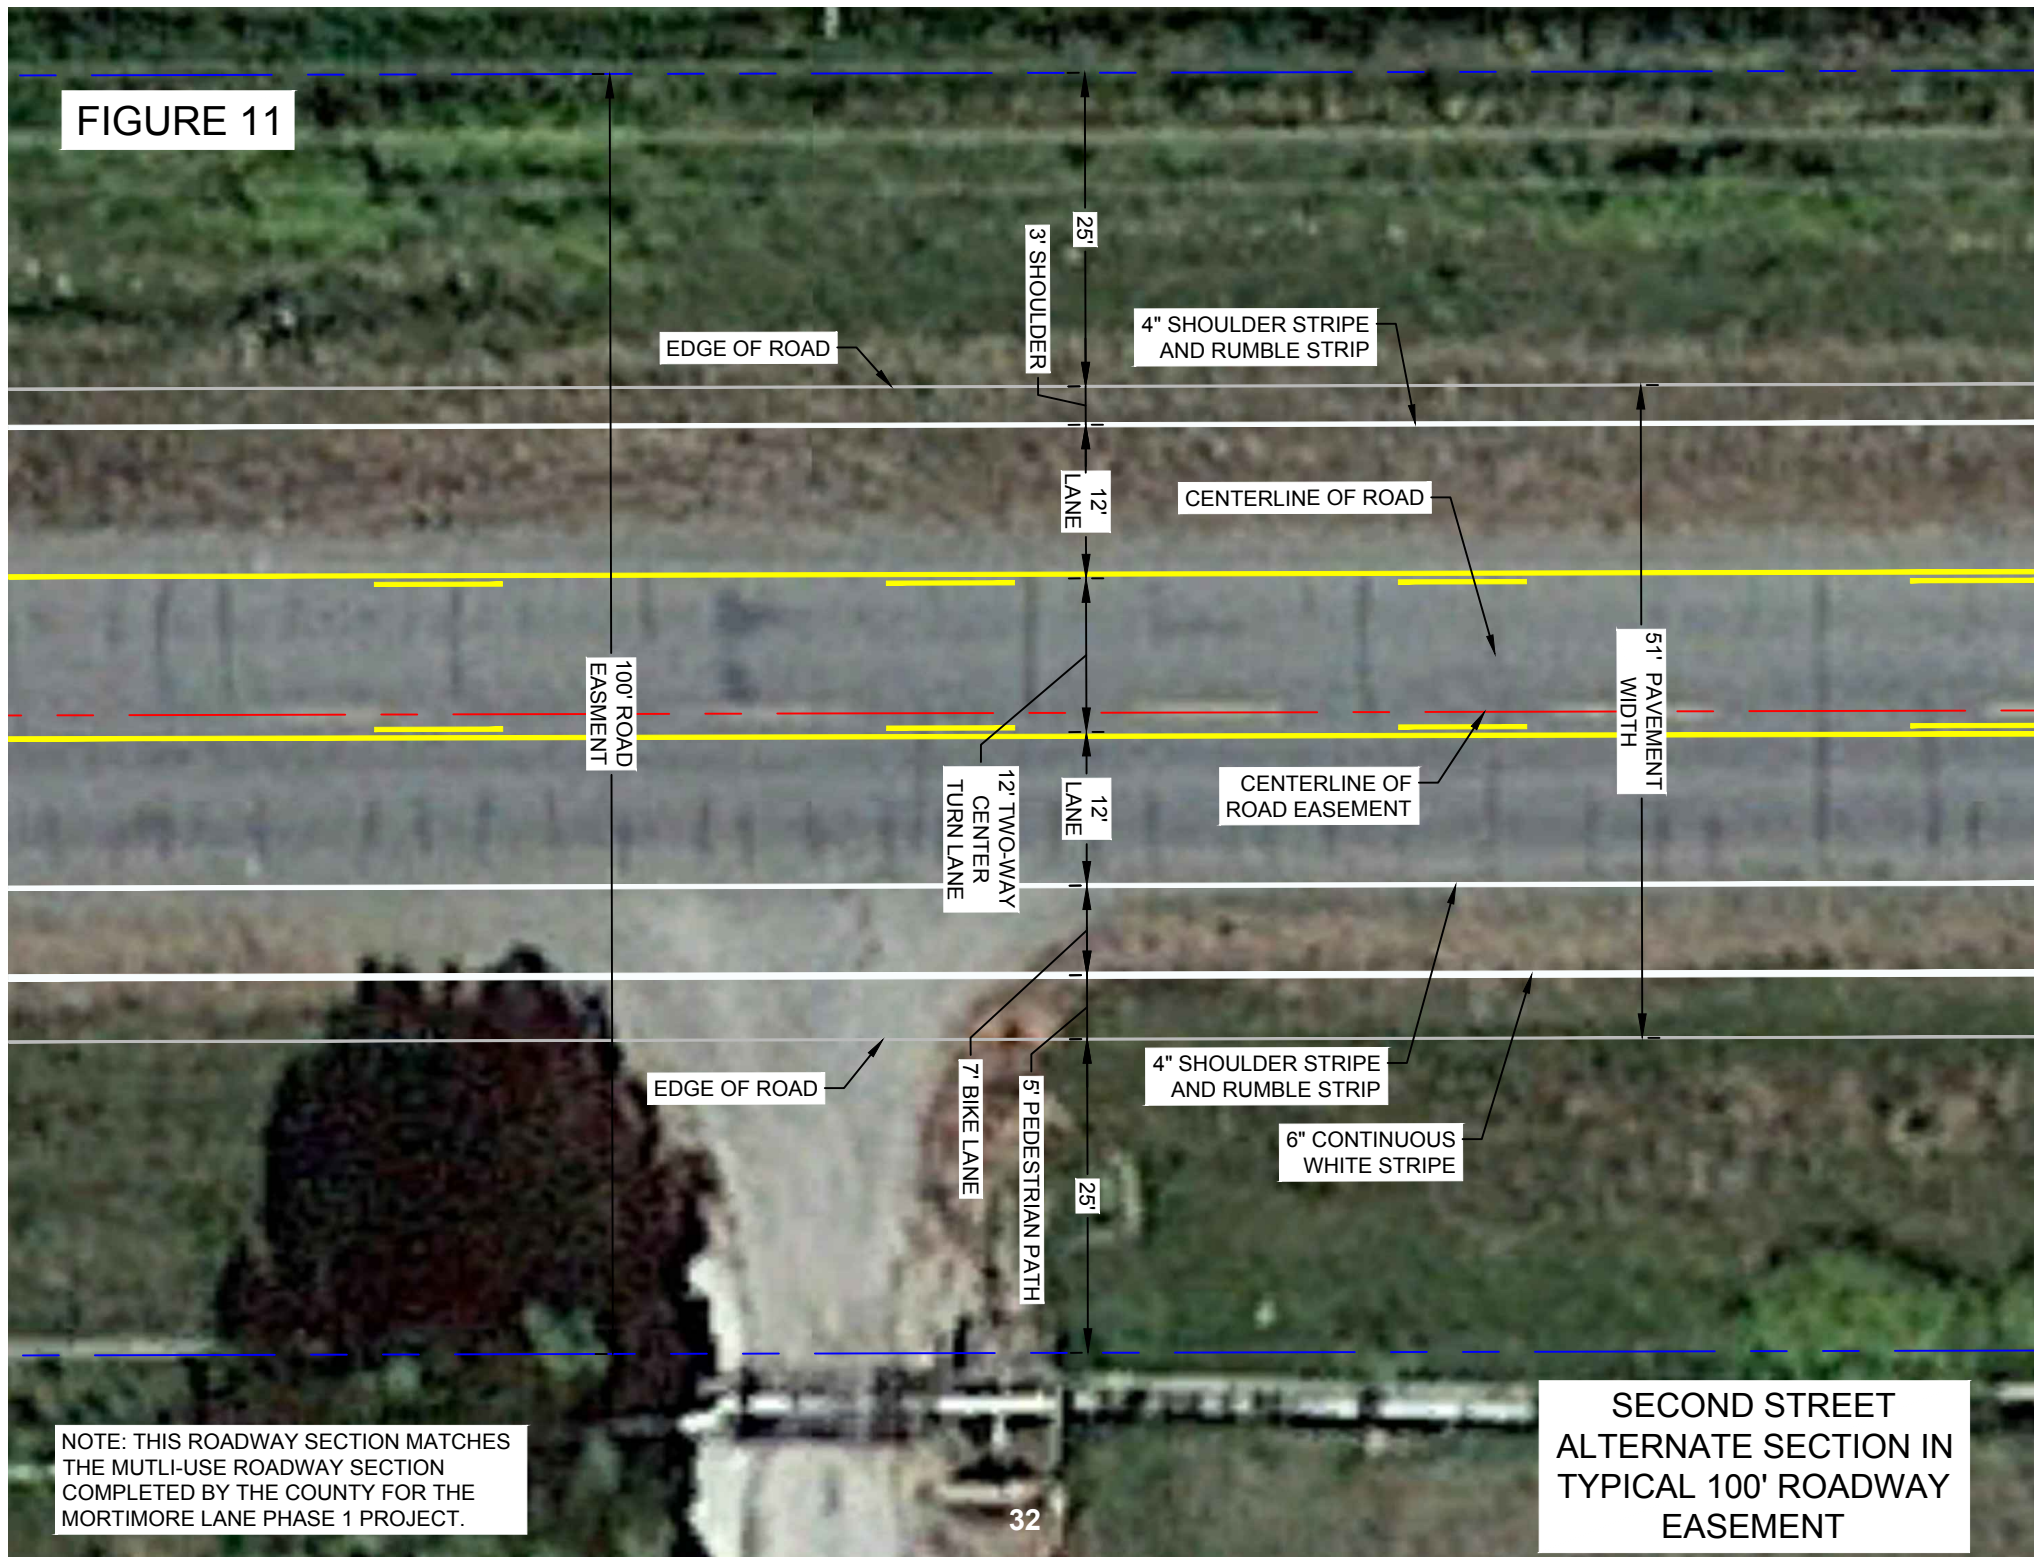 FIGURE 11
25'
3' SHOULDER
4" SHOULDER STRIPE
AND RUMBLE STRIP
EDGE OF ROAD
12'
LANE
CENTERLINE OF ROAD
100' ROAD
EASMENT
51' PAVEMENT
WIDTH
12' TWO-WAY
CENTER
TURN LANE
12'
LANE
CENTERLINE OF
ROAD EASEMENT
EDGE OF ROAD
7' BIKE LANE
5' PEDESTRIAN PATH
25'
4" SHOULDER STRIPE
AND RUMBLE STRIP
6" CONTINUOUS
WHITE STRIPE
NOTE: THIS ROADWAY SECTION MATCHES
THE MUTLI-USE ROADWAY SECTION
COMPLETED BY THE COUNTY FOR THE
MORTIMORE LANE PHASE 1 PROJECT.
32
SECOND STREET
ALTERNATE SECTION IN
TYPICAL 100' ROADWAY
EASEMENT